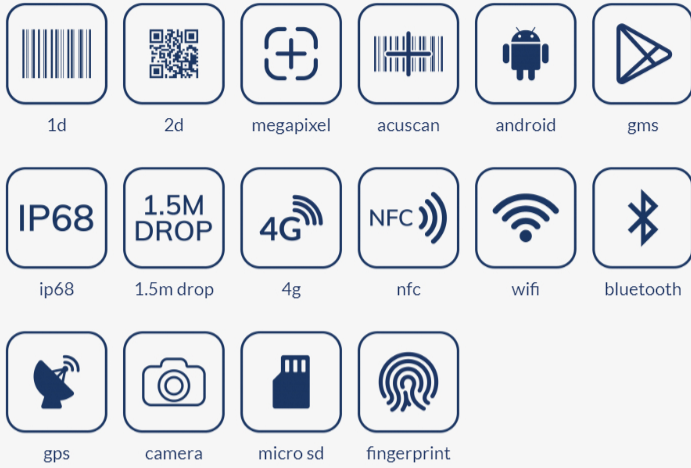 1d 2d megapixel acuscan android gms
IP68 1.5M DROP 4G NFC
ip68 1.5m drop 4g nfc wifi bluetooth
gps camera micro sd fingerprint